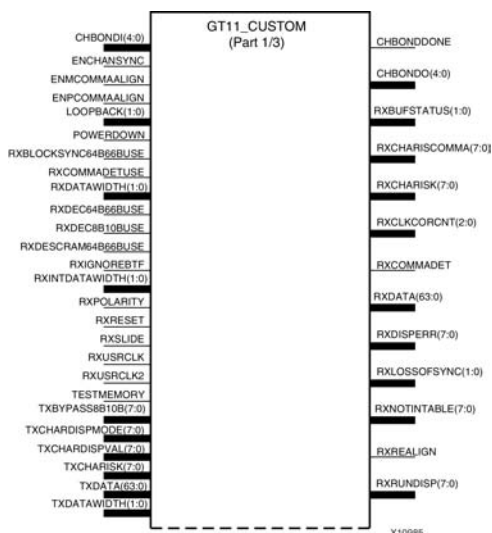 GT11_CUSTOM
(Part 1/3)
CHBONDI(4:0)
ENCHANSYNC
ENMCOMMAALIGN
ENPCOMMAALIGN
LOOPBACK(1:0)
POWERDOWN
RXBLOCKSYNC64B66BUSE
RXCOMMADETUSE
RXDATAWIDTH(1:0)
RXDEC64B66BUSE
RXDEC8B10BUSE
RXDESCRAM64B66BUSE
RXIGNOREBTF
RXINTDATAWIDTH(1:0)
RXPOLARITY
RXRESET
RXSLIDE
RXUSRCLK
RXUSRCLK2
TESTMEMORY
TXBYPASS8B10B(7:0)
TXCHARDISPMODE(7:0)
TXCHARDISPVAL(7:0)
TXCHARISK(7:0)
TXDATA(63:0)
TXDATAWIDTH(1:0)
CHBONDDONE
CHBONDO(4:0)
RXBUFSTATUS(1:0)
RXCHARISCOMMA(7:0)
RXCHARISK(7:0)
RXCLKCORCNT(2:0)
RXCOMMADET
RXDATA(63:0)
RXDISPERR(7:0)
RXLOSSOFSYNC(1:0)
RXNOTINTABLE(7:0)
RXREALIGN
RXRUNDISP(7:0)
X10985